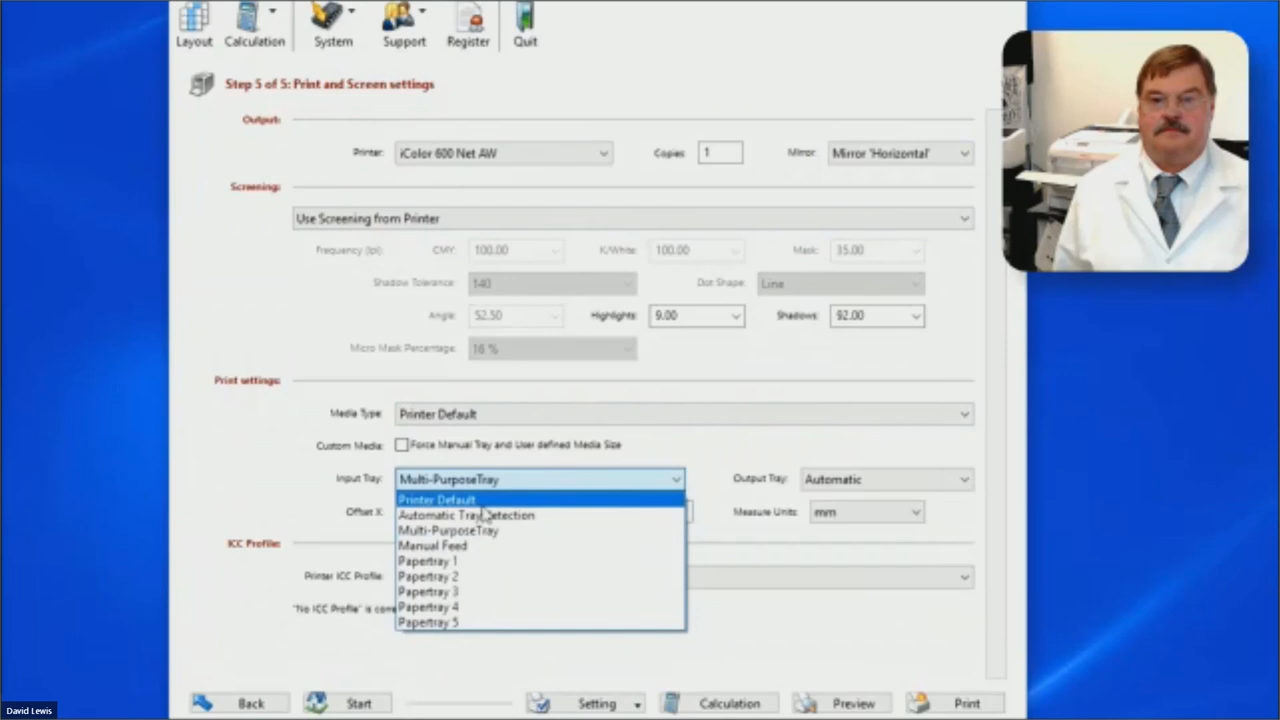 Layout Calculation System Support Register Quit
Step 5 of 5: Print and Screen settings
Output:
Printer: iColor 600 Net AW Copies 1 Mirror: Mirror 'Horizontal'
Screening:
Use Screening from Printer
Frequency (lpi) CMY: 100.00 K/White: 100.00 Mask: 35.00
Shadow Tolerance: 140 Dot Shape: Line
Angle: 52.50 Highlights: 9.00 Shadows: 92.00
Micro Mask Percentage: 16 %
Print settings:
Media Type: Printer Default
Custom Media: Force Manual Tray and User defined Media Size
Input Tray: Multi-PurposeTray Output Tray: Automatic
Printer Default
Offset X: Automatic Tray Measure Units: mm
Multi-PurposeTray
Manual Feed
ICC Profile:
Papertray 1
Printer ICC Profile: Papertray 2
Papertray 3
"No ICC Profile" is Papertray 4
Papertray 5
Back Start Setting Calculation Preview Print
David Lewis